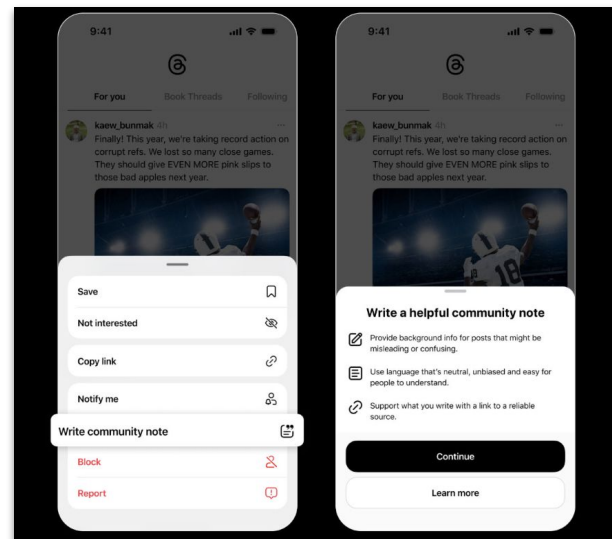 9:41
For you Book Threads Following
kaew_bunmak 4h
Finally! This year, we're taking record action on
corrupt refs. We lost so many close games.
They should give EVEN MORE pink slips to
those bad apples next year.
Save
Not interested
Copy link
Notify me
Write community note
Block
Report
9:41
For you Book Threads Following
kaew_bunmak 4h
Finally! This year, we're taking record action on
corrupt refs. We lost so many close games.
They should give EVEN MORE pink slips to
those bad apples next year.
18
Write a helpful community note
Provide background info for posts that might be
misleading or confusing.
Use language that's neutral, unbiased and easy for
people to understand.
Support what you write with a link to a reliable
source.
Continue
Learn more